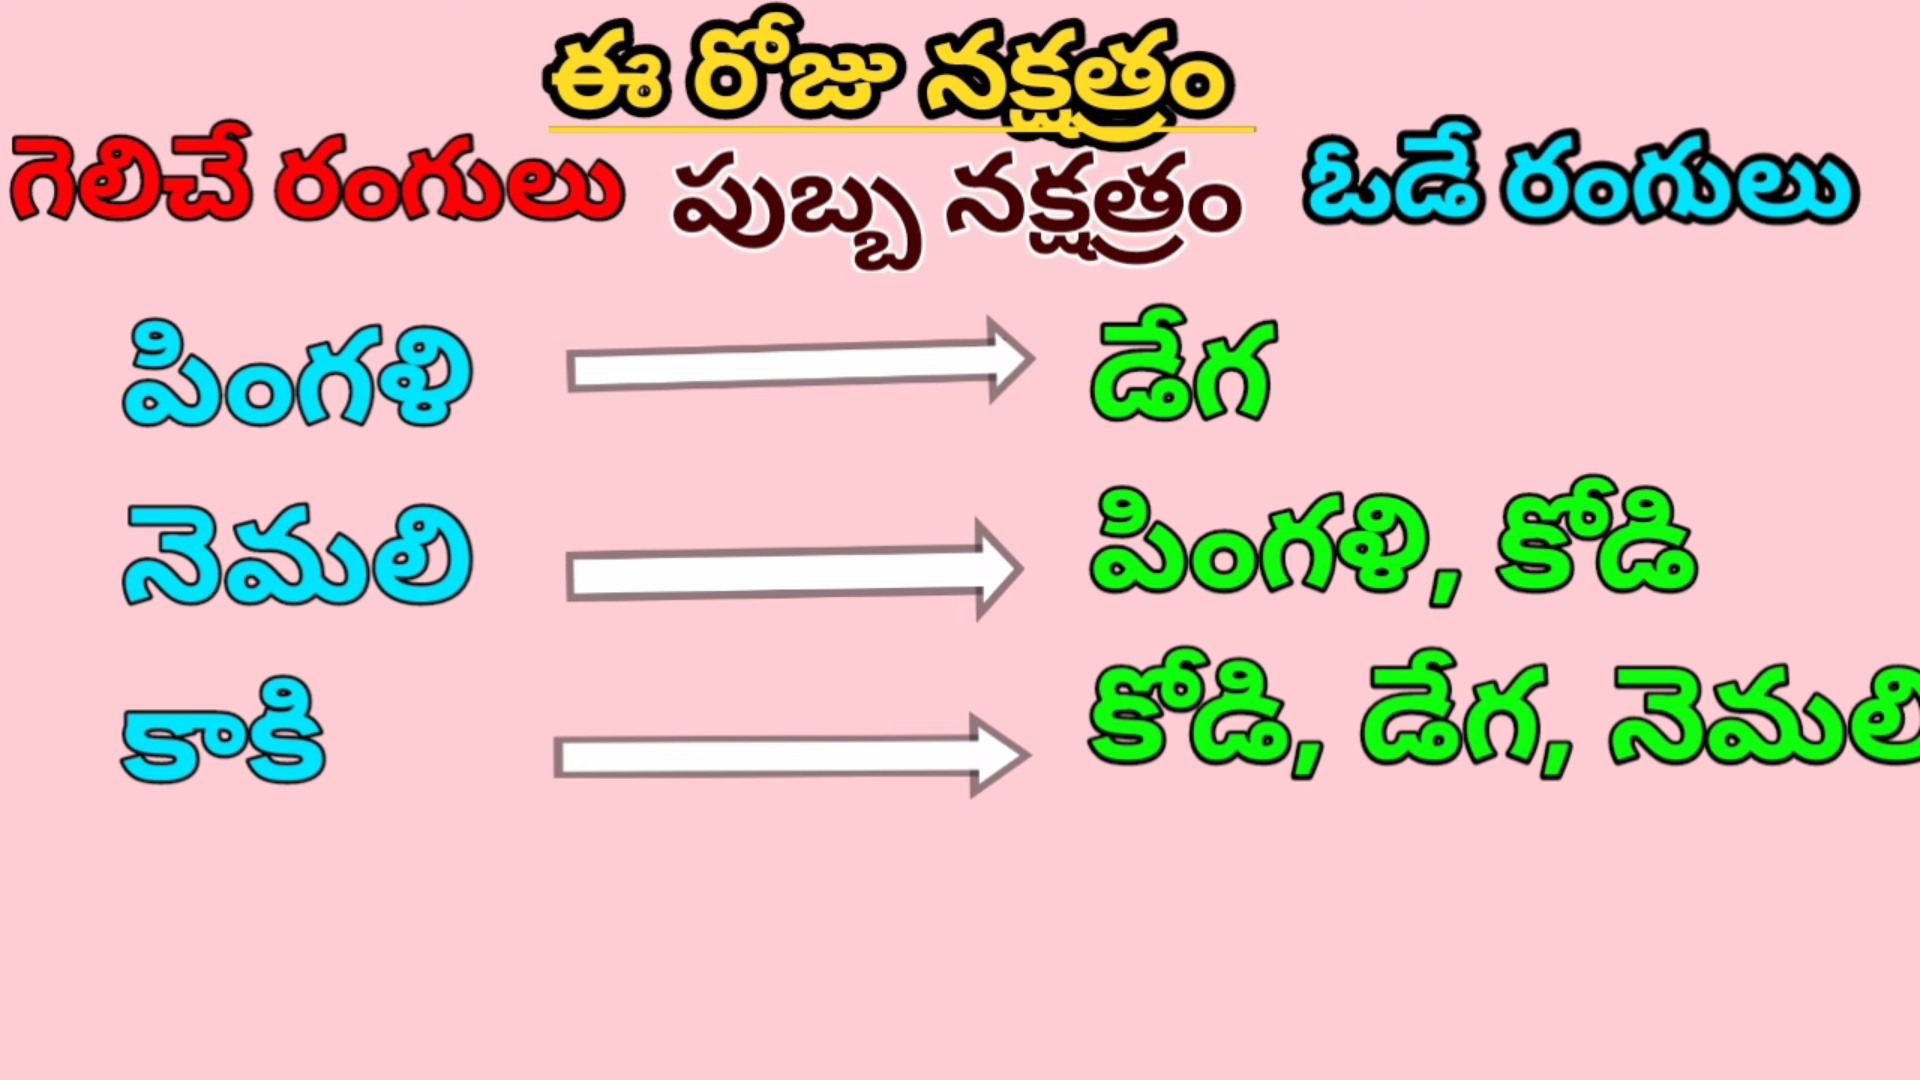 ఈ రోజు నక్షత్రం
గెలిచే రంగులు
పుబ్బ నక్షత్రం
ఓడే రంగులు
పింగళి
డేగ
నెమలి
పింగళి, కోడి
కాకి
కోడి, డేగ, నెమలి